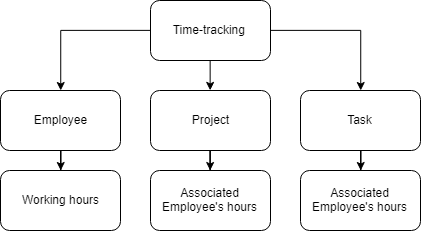 Time-tracking
Employee
Project
Task
Working hours
Associated
Employee's hours
Associated
Employee's hours